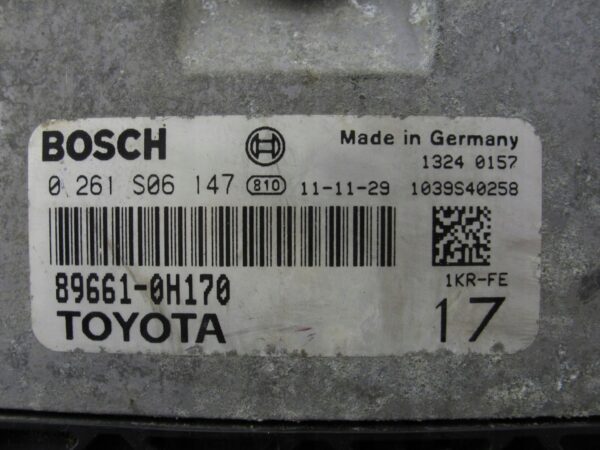 BOSCH Made in Germany
1324 0157
0 261 S06 147 810 11-11-29 1039S40258
89661-0H170 1KR-FE
TOYOTA 17